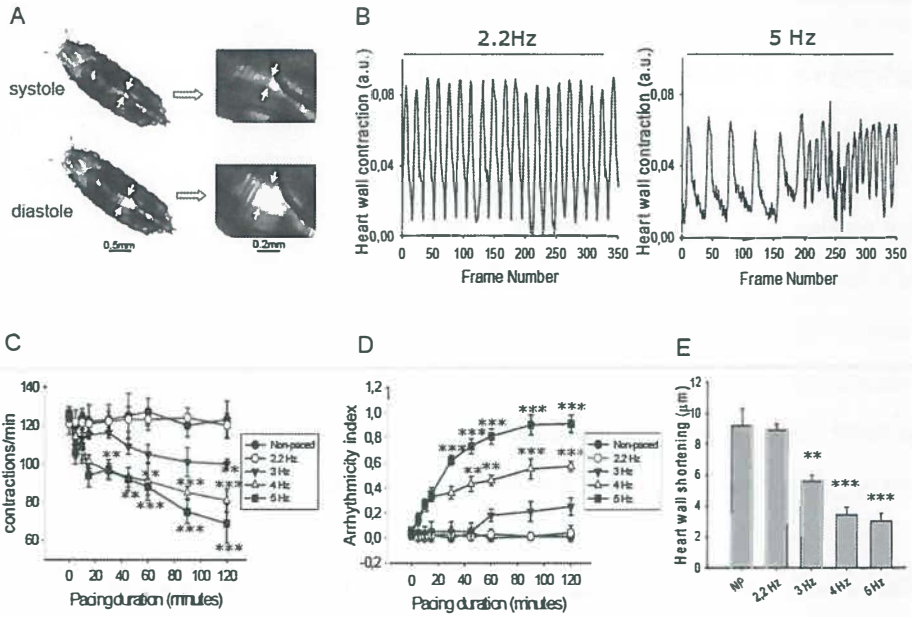 A
systole
diastole
0.5mm
0.2mm
B
2.2Hz
5 Hz
Heart wall contraction (a.u.)
0,08
0,04
0,00
0 50 100 150 200 250 300 350
Frame Number
Heart wall contraction (a.u.)
0,08
0,04
0,00
0 50 100 150 200 250 300 350
Frame Number
C
contractions/min
140
120
100
80
60
0 20 40 60 80 100 120
Pacing duration (minutes)
** ** ** *** *** *** *** ** *** ***
Non-paced
2,2 Hz
3 Hz
4 Hz
5 Hz
D
Arrhythmicity index
1,2
1,0
0,8
0,6
0,4
0,2
0,0
-0,2
0 20 40 60 80 100 120
Pacing duration (minutes)
*** *** *** *** ***
** ** *** ***
Non-paced
2,2 Hz
3 Hz
4 Hz
5 Hz
E
Heart wall shortening (μm)
12
10
8
6
4
2
0
** *** ***
NP 2,2 Hz 3 Hz 4 Hz 5 Hz